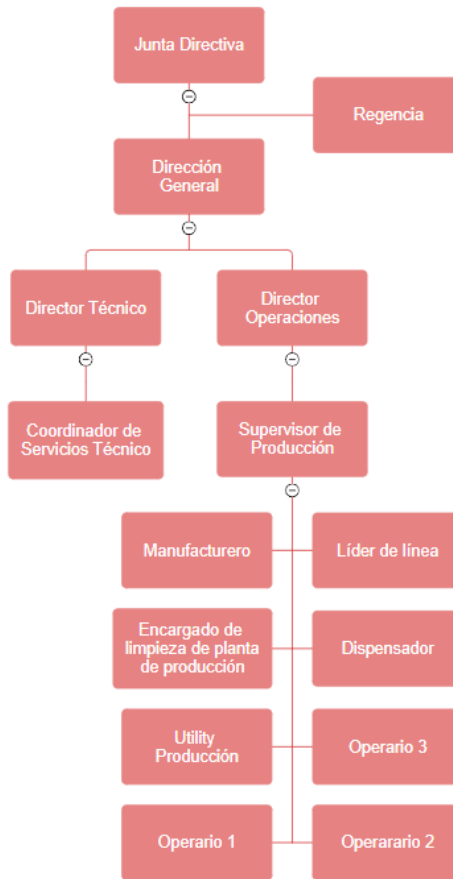 Junta Directiva
Regencia
Dirección
General
Director Técnico
Director
Operaciones
Coordinador de
Servicios Técnico
Supervisor de
Producción
Manufacturero
Líder de línea
Encargado de
limpieza de planta
de producción
Dispensador
Utility
Producción
Operario 3
Operario 1
Operarario 2